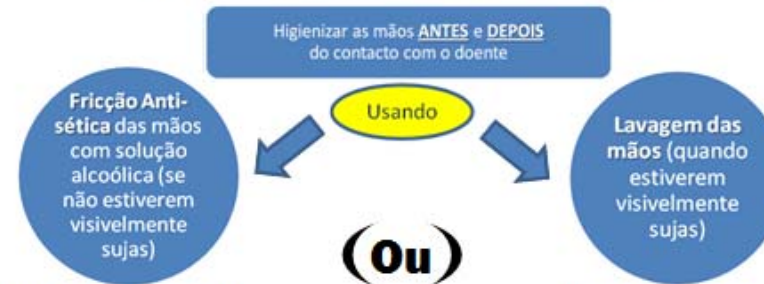 Higienizar as mãos ANTES e DEPOIS
do contacto com o doente
Usando
Fricção Anti-
sética das mãos
com solução
alcoólica (se
não estiverem
visivelmente
sujas)
Lavagem das
mãos (quando
estiverem
visivelmente
sujas)
(Ou)